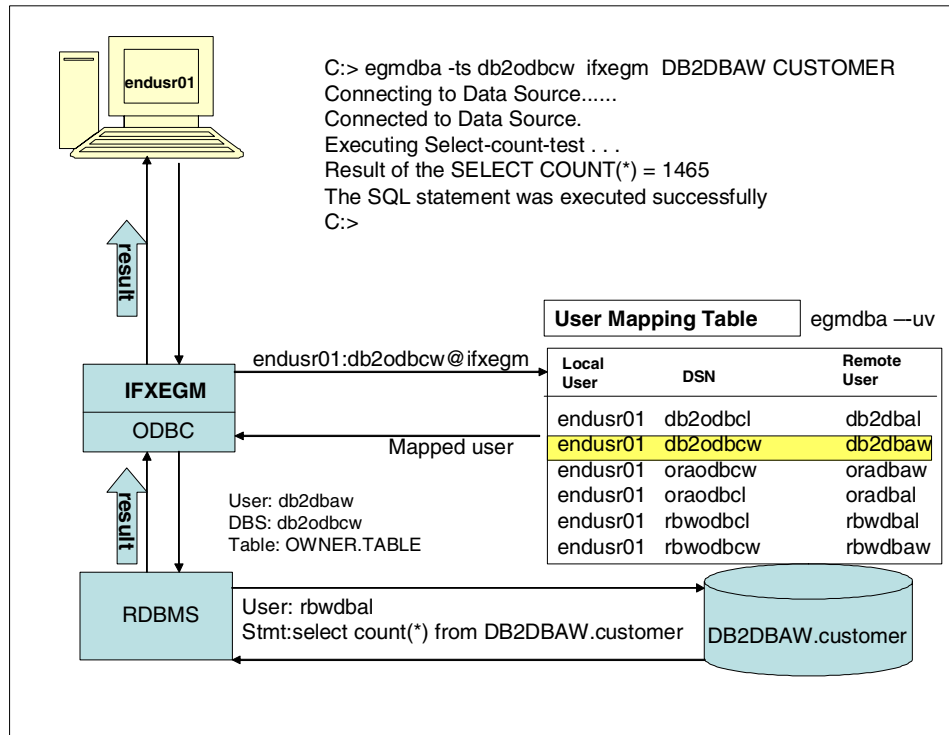 endusr01
C:> egmdba -ts db2odbcw ifxegm DB2DBAW CUSTOMER
Connecting to Data Source......
Connected to Data Source.
Executing Select-count-test . . .
Result of the SELECT COUNT(*) = 1465
The SQL statement was executed successfully
C:>
result
User Mapping Table
egmdba –-uv
endusr01:db2odbcw@ifxegm
IFXEGM
ODBC
Mapped user
Local User DSN Remote User
endusr01 db2odbcl db2dbal
endusr01 db2odbcw db2dbaw
endusr01 oraodbcw oradbaw
endusr01 oraodbcl oradbal
endusr01 rbwodbcl rbwdbal
endusr01 rbwodbcw rbwdbaw
result
User: db2dbaw
DBS: db2odbcw
Table: OWNER.TABLE
RDBMS
User: rbwdbal
Stmt:select count(*) from DB2DBAW.customer
DB2DBAW.customer